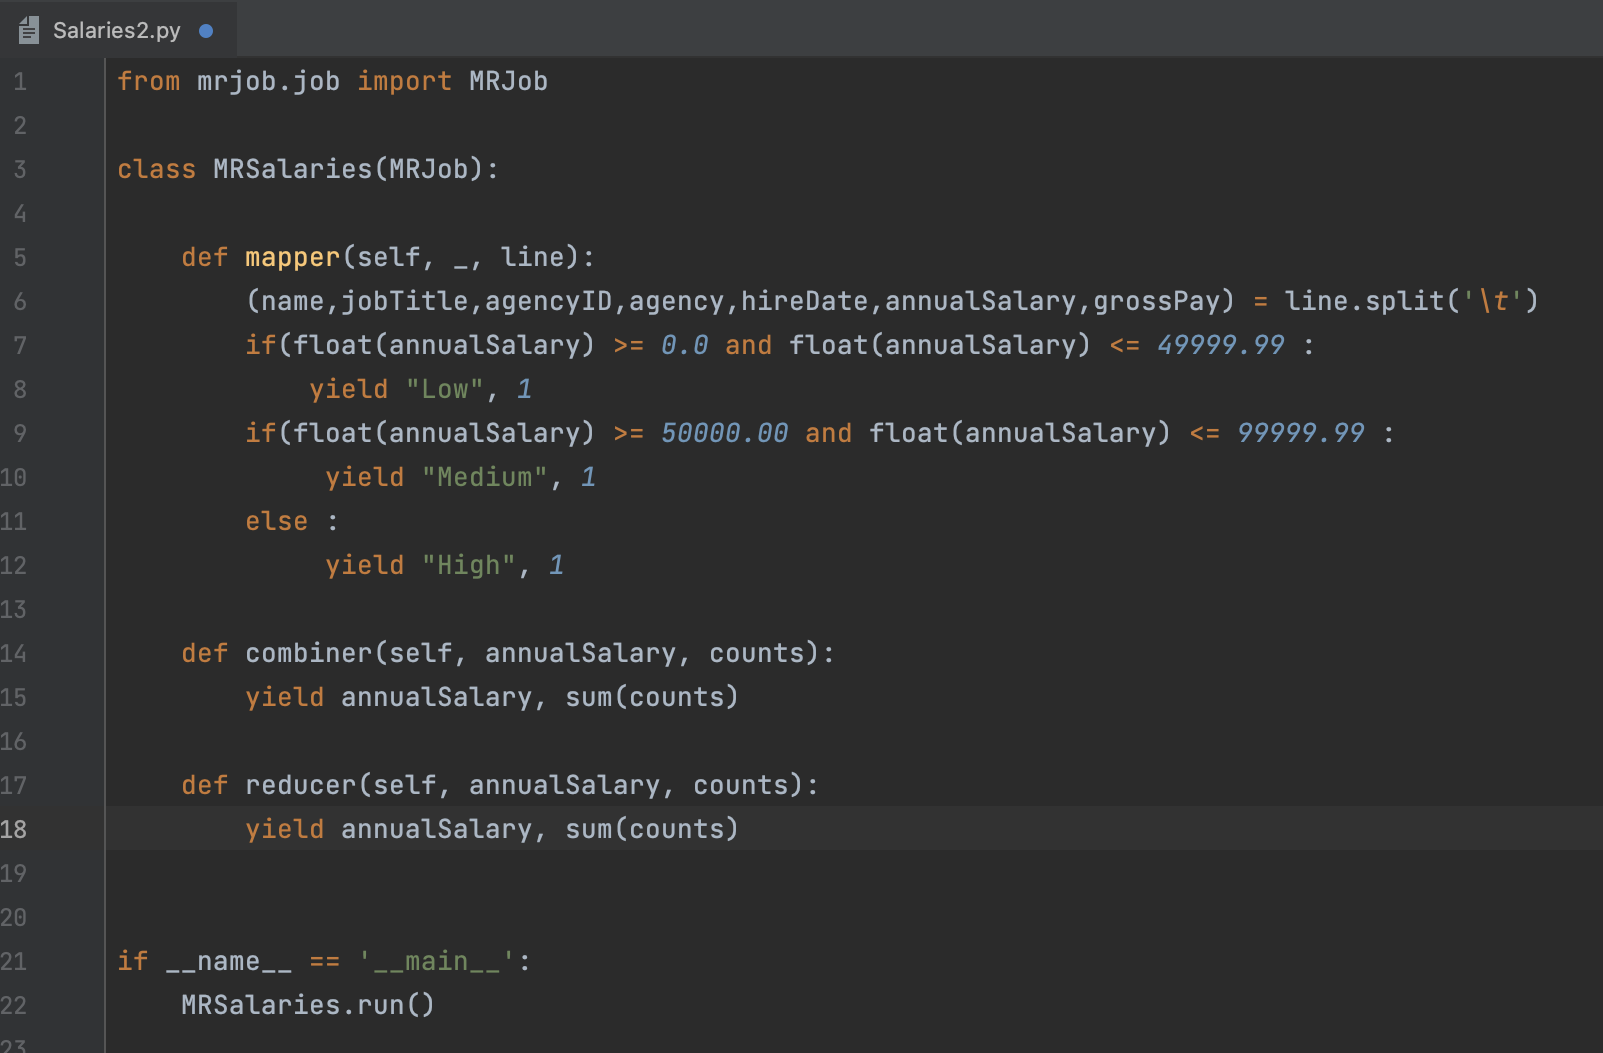 Salaries2.py
1 from mrjob.job import MRJob
2
3 class MRSalaries(MRJob):
4
5     def mapper(self, _, line):
6         (name,jobTitle,agencyID,agency,hireDate,annualSalary,grossPay) = line.split('\t')
7         if(float(annualSalary) >= 0.0 and float(annualSalary) <= 49999.99 :
8             yield "Low", 1
9         if(float(annualSalary) >= 50000.00 and float(annualSalary) <= 99999.99 :
10             yield "Medium", 1
11         else :
12             yield "High", 1
13
14     def combiner(self, annualSalary, counts):
15         yield annualSalary, sum(counts)
16
17     def reducer(self, annualSalary, counts):
18         yield annualSalary, sum(counts)
19
20
21 if __name__ == '__main__':
22     MRSalaries.run()
23